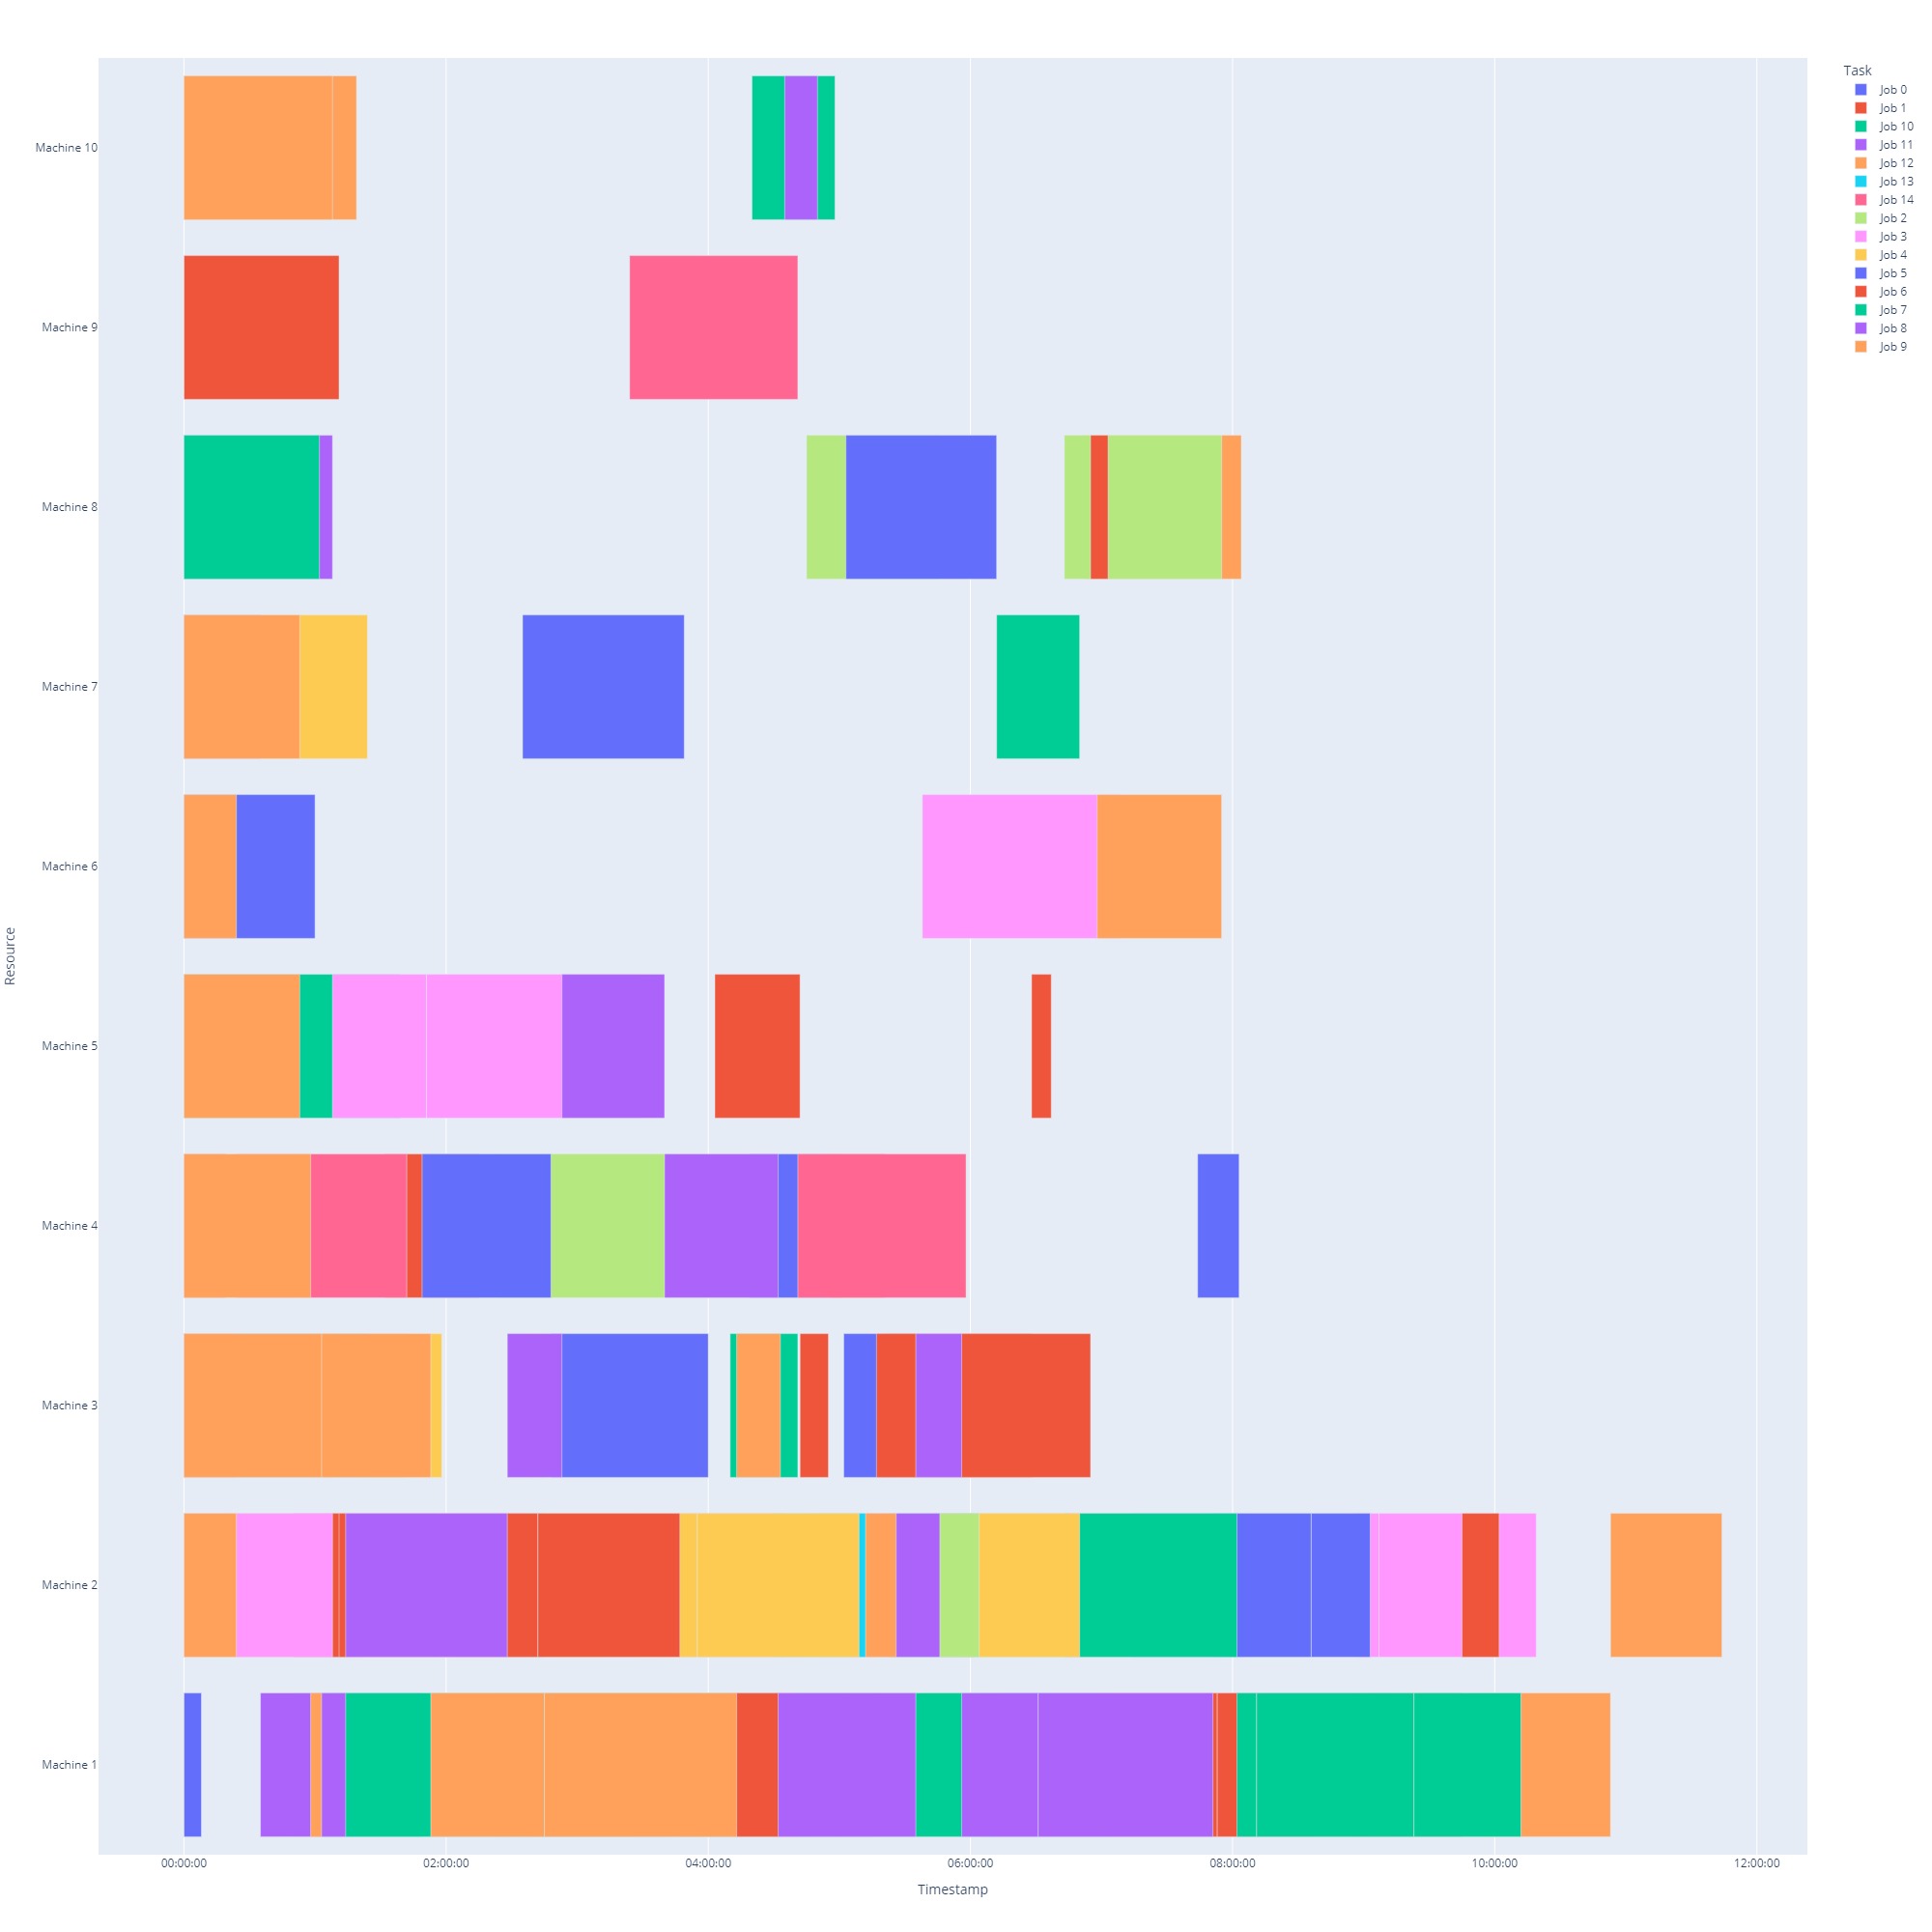 Task
Job 0
Job 1
Job 10
Job 11
Job 12
Job 13
Job 14
Job 2
Job 3
Job 4
Job 5
Job 6
Job 7
Job 8
Job 9
Resource
Machine 10
Machine 9
Machine 8
Machine 7
Machine 6
Machine 5
Machine 4
Machine 3
Machine 2
Machine 1
00:00:00 02:00:00 04:00:00 06:00:00 08:00:00 10:00:00 12:00:00
Timestamp